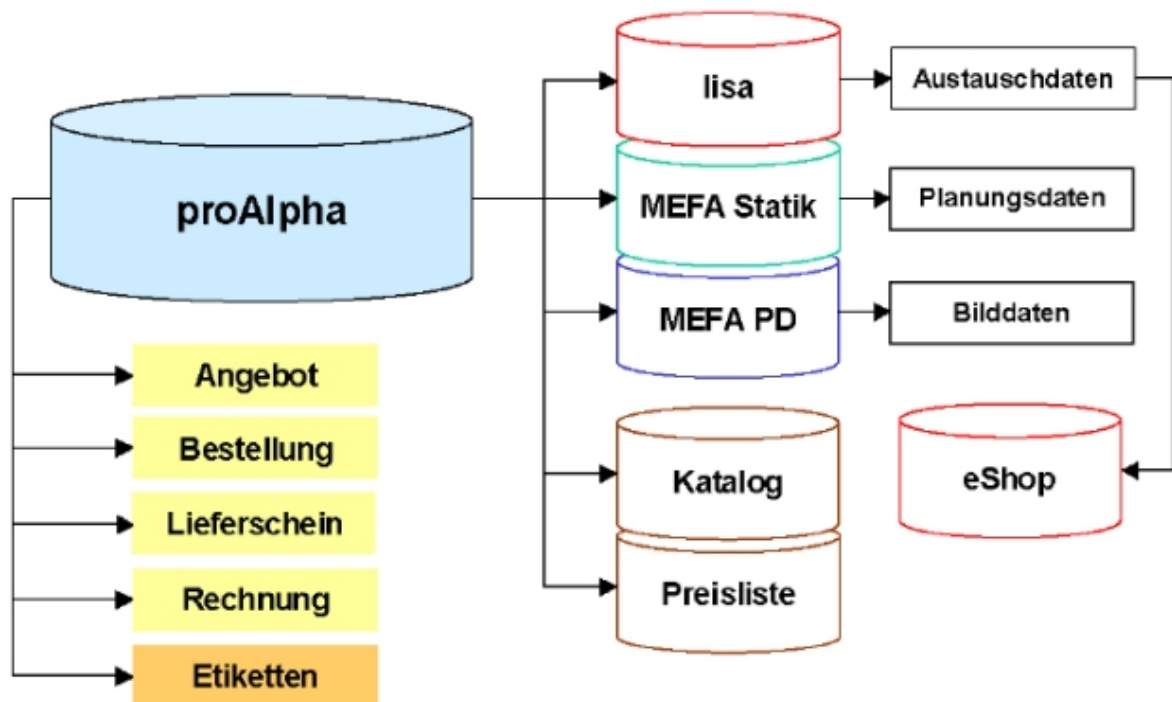 lisa
Austauschdaten
proAlpha
MEFA Statik
Planungsdaten
MEFA PD
Bilddaten
Angebot
Bestellung
Katalog
eShop
Lieferschein
Rechnung
Preisliste
Etiketten